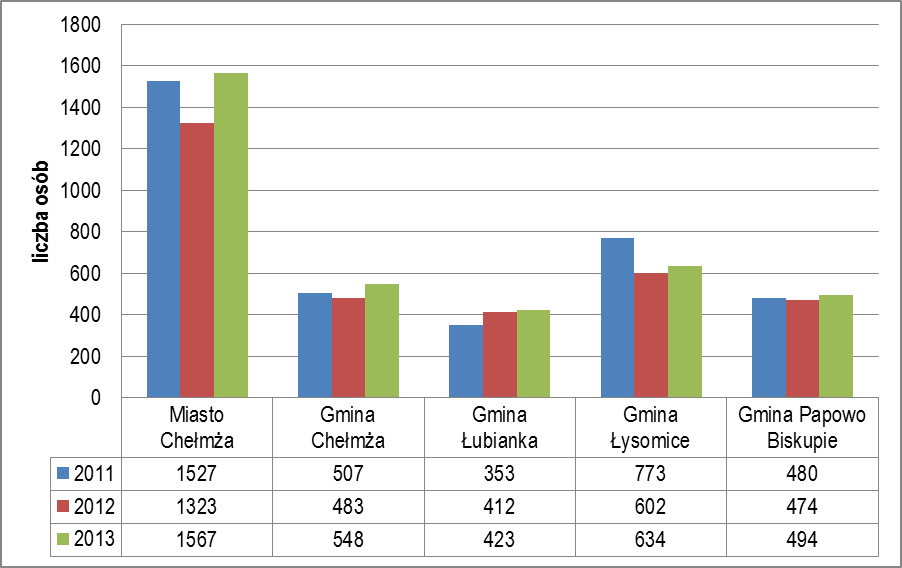 1800
1600
1400
1200
1000
800
600
400
200
0
liczba osób
Miasto Chełmża
Gmina Chełmża
Gmina Łubianka
Gmina Łysomice
Gmina Papowo Biskupie
2011 1527 507 353 773 480
2012 1323 483 412 602 474
2013 1567 548 423 634 494